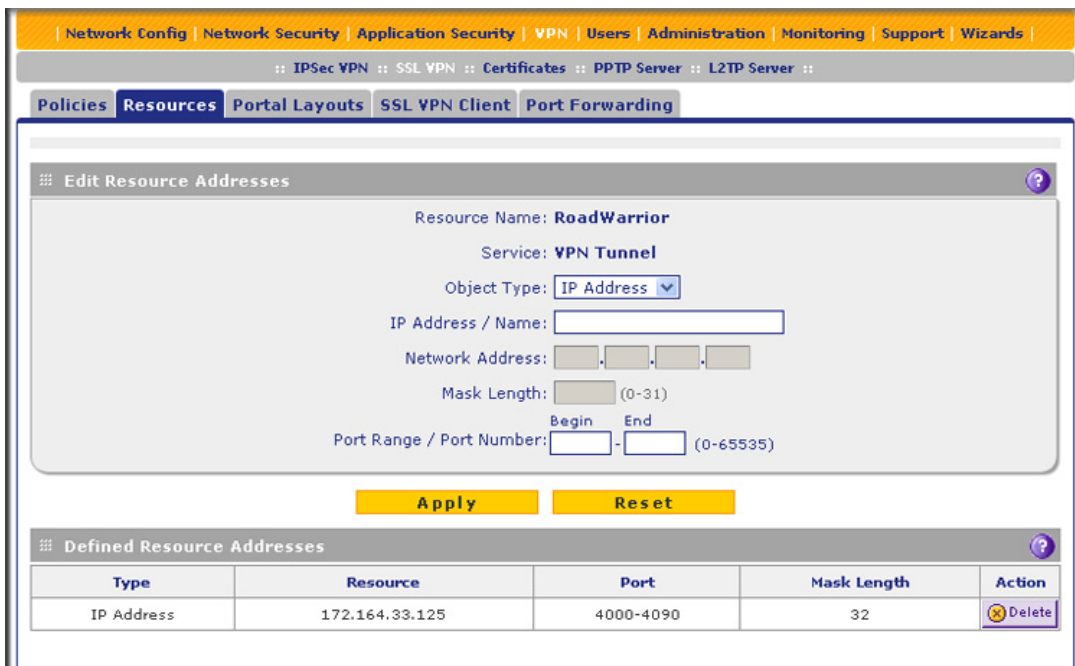 | Network Config | Network Security | Application Security | VPN | Users | Administration | Monitoring | Support | Wizards |
:: IPSec VPN :: SSL VPN :: Certificates :: PPTP Server :: L2TP Server ::
Policies Resources Portal Layouts SSL VPN Client Port Forwarding
Edit Resource Addresses ?
Resource Name: RoadWarrior
Service: VPN Tunnel
Object Type: IP Address
IP Address / Name:
Network Address: . . .
Mask Length: (0-31)
Begin End
Port Range / Port Number: - (0-65535)
Apply Reset
Defined Resource Addresses ?
Type Resource Port Mask Length Action
IP Address 172.164.33.125 4000-4090 32 Delete